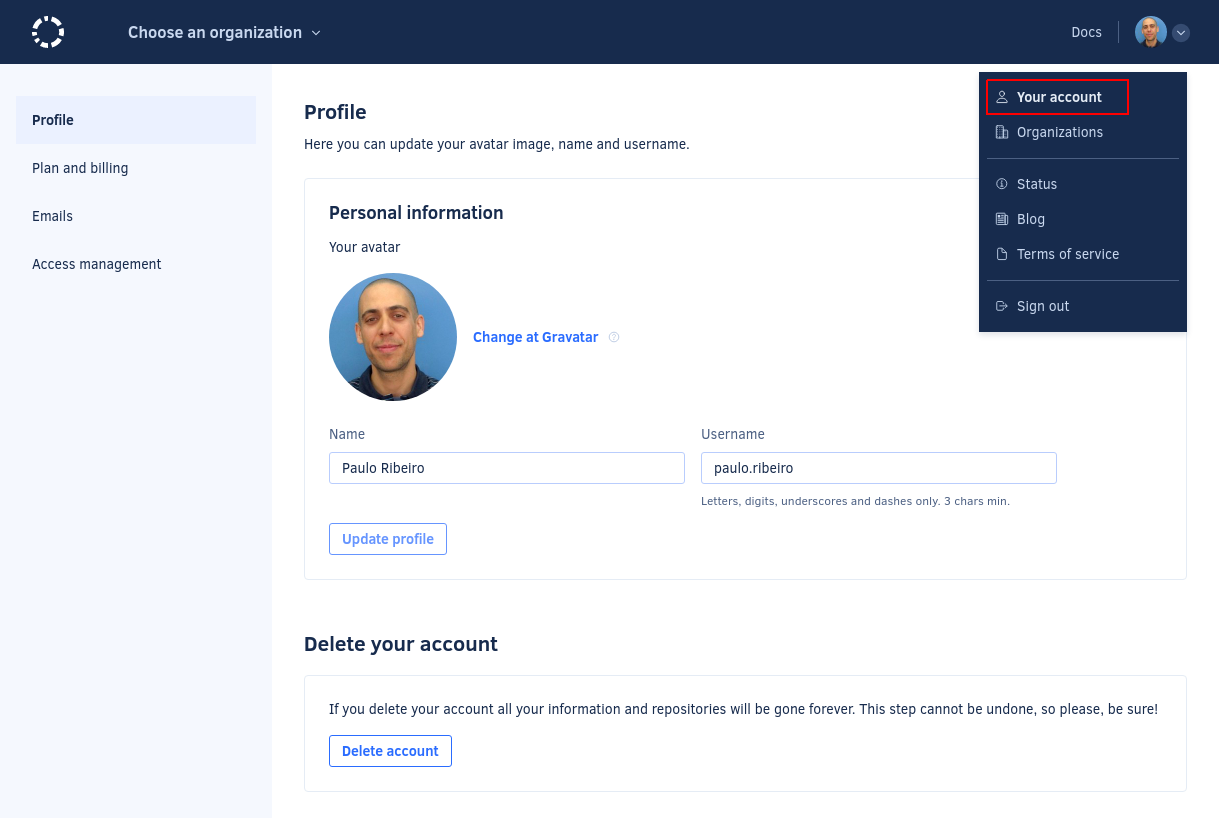 Choose an organization
Docs
Your account
Organizations
Status
Blog
Terms of service
Sign out
Profile
Plan and billing
Emails
Access management
Profile
Here you can update your avatar image, name and username.
Personal information
Your avatar
Change at Gravatar
Name
Username
Paulo Ribeiro
paulo.ribeiro
Letters, digits, underscores and dashes only. 3 chars min.
Update profile
Delete your account
If you delete your account all your information and repositories will be gone forever. This step cannot be undone, so please, be sure!
Delete account